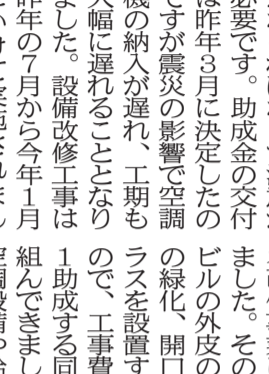 必要です。助成金の交付
は昨年3月に決定したの
ですが震災の影響で空調
機の納入が遅れ、工期も
大幅に遅れることとなり
ました。設備改修工事は
昨年の7月から今年1月
ました。その
ビルの外皮の
の緑化、開口
ラスを設置す
ので、工事費
1助成する同
組んできまし